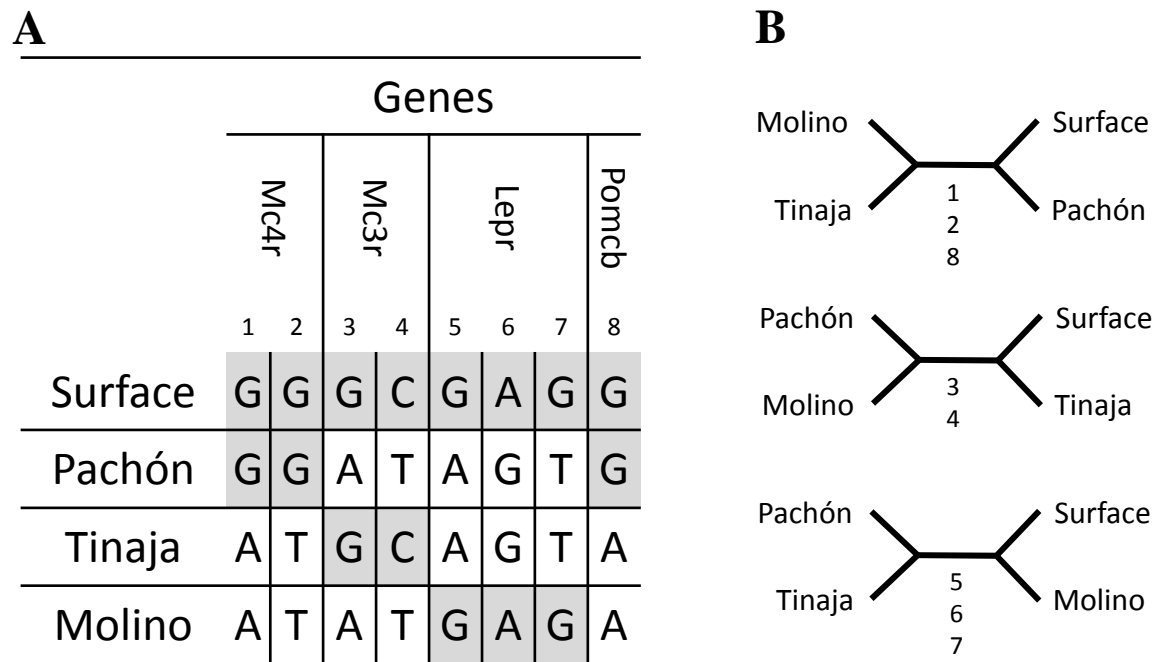 A
Genes
Mc4r Mc3r Lepr Pomcb
1 2 3 4 5 6 7 8
Surface G G G C G A G G
Pachón G G A T A G T G
Tinaja A T G C A G T A
Molino A T A T G A G A
B
Molino Surface
Tinaja Pachón
1
2
8
Pachón Surface
Molino Tinaja
3
4
Pachón Surface
Tinaja Molino
5
6
7